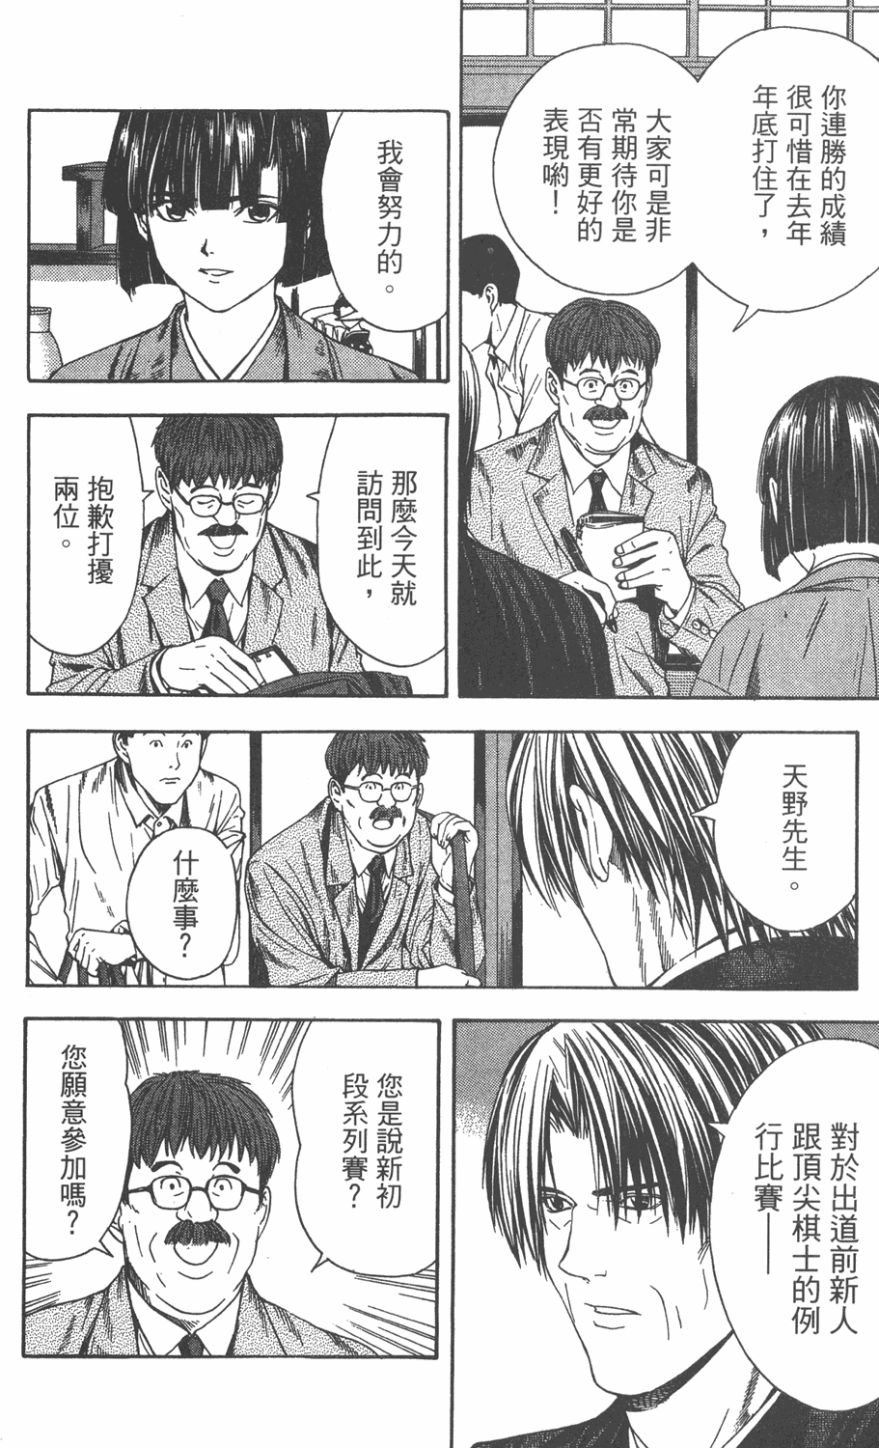 你連勝的成績
很可惜在去年
年底打住了，
大家可是非
常期待你是
否有更好的
表現喲！
我會努力的。
那麼今天就
訪問到此，
抱歉打擾
兩位。
天野先生。
什麼事？
對於出道前新人
跟頂尖棋士的例
行比賽——
您是說新初
段系列賽？
您願意參加嗎？